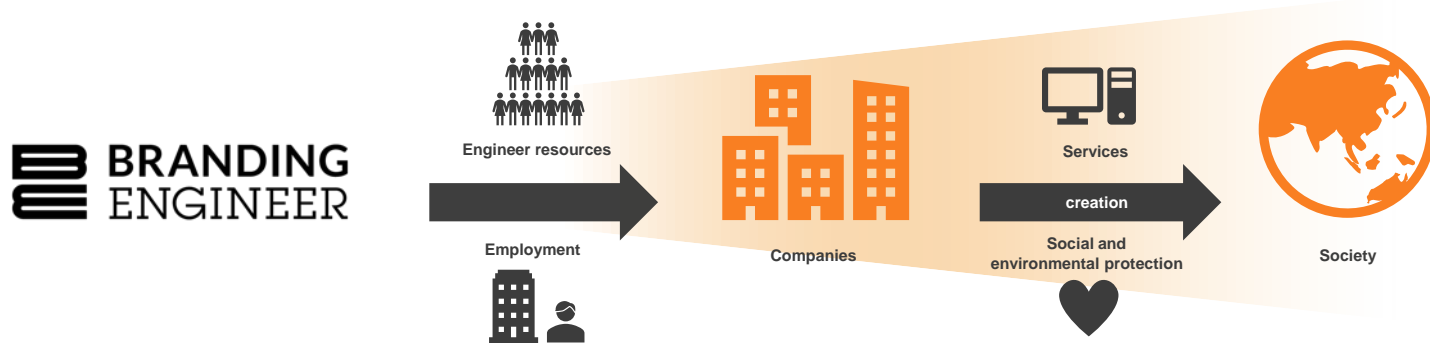 BRANDING
ENGINEER
Engineer resources
Employment
Companies
Services
creation
Social and
environmental protection
Society